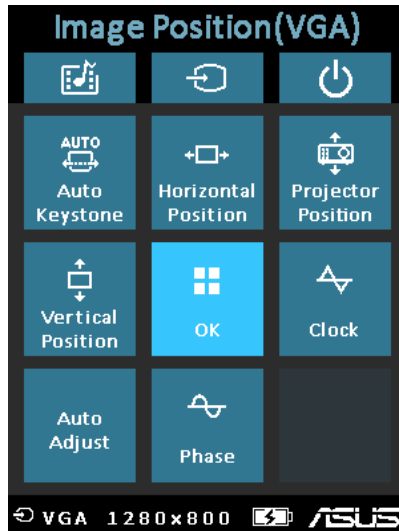 Image Position(VGA)
AUTO
Auto
Keystone
Horizontal
Position
Projector
Position
Vertical
Position
OK
Clock
Auto
Adjust
Phase
VGA 1280x800 ASUS